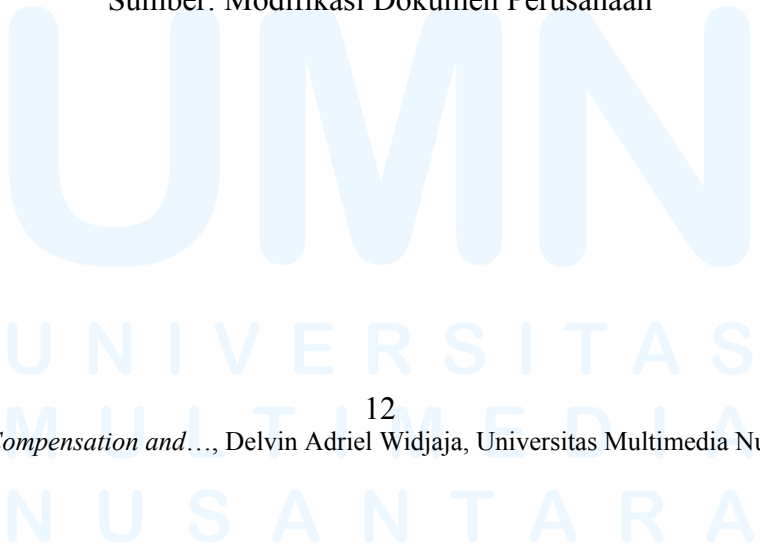 Sumber: Modifikasi Dokumen Perusahaan
UMN
UNIVERSITAS
12
MULTIMEDIA
Compensation and…, Delvin Adriel Widjaja, Universitas Multimedia Nu
NUSANTARA